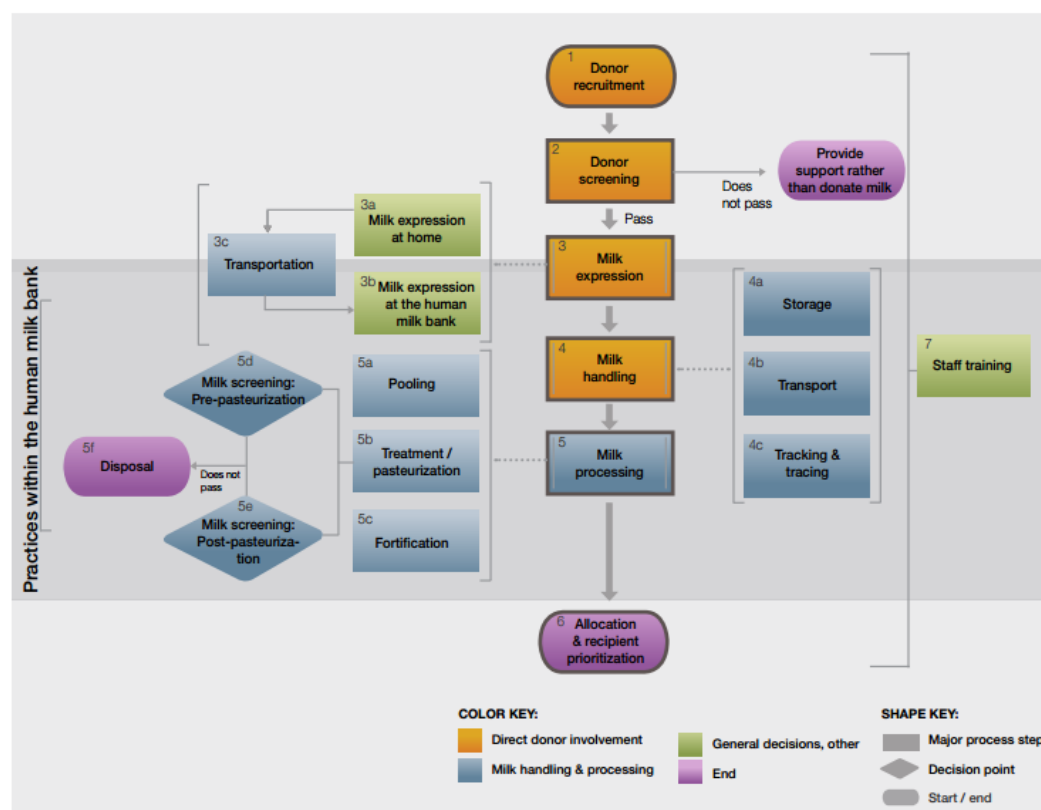 1
Donor
recruitment
2
Donor
screening
Does
not pass
Provide
support rather
than donate milk
Pass
3a
Milk expression
at home
3c
Transportation
3b
Milk expression
at the human
milk bank
3
Milk
expression
4
Milk
handling
4a
Storage
4b
Transport
4c
Tracking &
tracing
7
Staff training
5d
Milk screening:
Pre-pasteurization
5a
Pooling
5f
Disposal
Does not
pass
5b
Treatment /
pasteurization
5
Milk
processing
5e
Milk screening:
Post-pasteuriza-
tion
5c
Fortification
Practices within the human milk bank
6
Allocation
& recipient
prioritization
COLOR KEY:
Direct donor involvement
Milk handling & processing
General decisions, other
End
SHAPE KEY:
Major process step
Decision point
Start / end